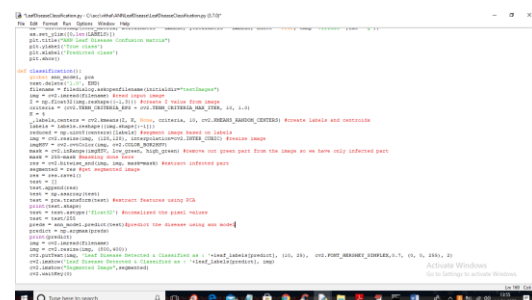 *LeafDiseaseClassification.py - C:\
File Edit Format Run Options Window Help
ax.set_ylim([0,len(LABELS)])
plt.title("ANN Leaf Disease Confusion matrix")
plt.ylabel('True class')
plt.xlabel('Predicted class')
plt.show()
def classification():
global ann_model, pca
text.delete('1.0', END)
filename = filedialog.askopenfilename(initialdir="testImages")
img = cv2.imread(filename) #read input image
Z = np.float32(img.reshape(-1,3)) #create Z value from image
criteria = (cv2.TERM_CRITERIA_EPS + cv2.TERM_CRITERIA_MAX_ITER, 10, 1.0)
K = 4
_,labels,centers = cv2.kmeans(Z, K, None, criteria, 10, cv2.KMEANS_RANDOM_CENTERS) #create labels and centroids
labels = labels.reshape((img.shape[:-1]))
reduced = np.uint8(centers)[labels] #segment image based on labels
img = cv2.resize(img, (128,128), interpolation=cv2.INTER_CUBIC) #resize image
imgHSV = cv2.cvtColor(img, cv2.COLOR_BGR2HSV)
mask = cv2.inRange(imgHSV, low_green, high_green) #remove out green part from the image so we have only infected part
mask = 255-mask #masking done here
res = cv2.bitwise_and(img, img, mask=mask) #extract infected part
segmented = res #get segmented image
res = res.ravel()
test = []
test.append(res)
test = np.asarray(test)
test = pca.transform(test) #extract features using PCA
print(test.shape)
test = test.astype('float32') #normalized the pixel values
test = test/255
preds = ann_model.predict(test)#predict the disease using ann model
predict = np.argmax(preds)
print(predict)
img = cv2.imread(filename)
img = cv2.resize(img, (800,400))
cv2.putText(img, 'Leaf Disease Detected & Classified as : '+leaf_labels[predict], (10, 25), cv2.FONT_HERSHEY_SIMPLEX,0.7, (0, 0, 255), 2)
cv2.imshow('Leaf Disease Detected & Classified as : '+leaf_labels[predict], img)
cv2.imshow("Segmented Image",segmented)
cv2.waitKey(0)
Activate Windows
Go to Settings to activate Windows.
Type here to search